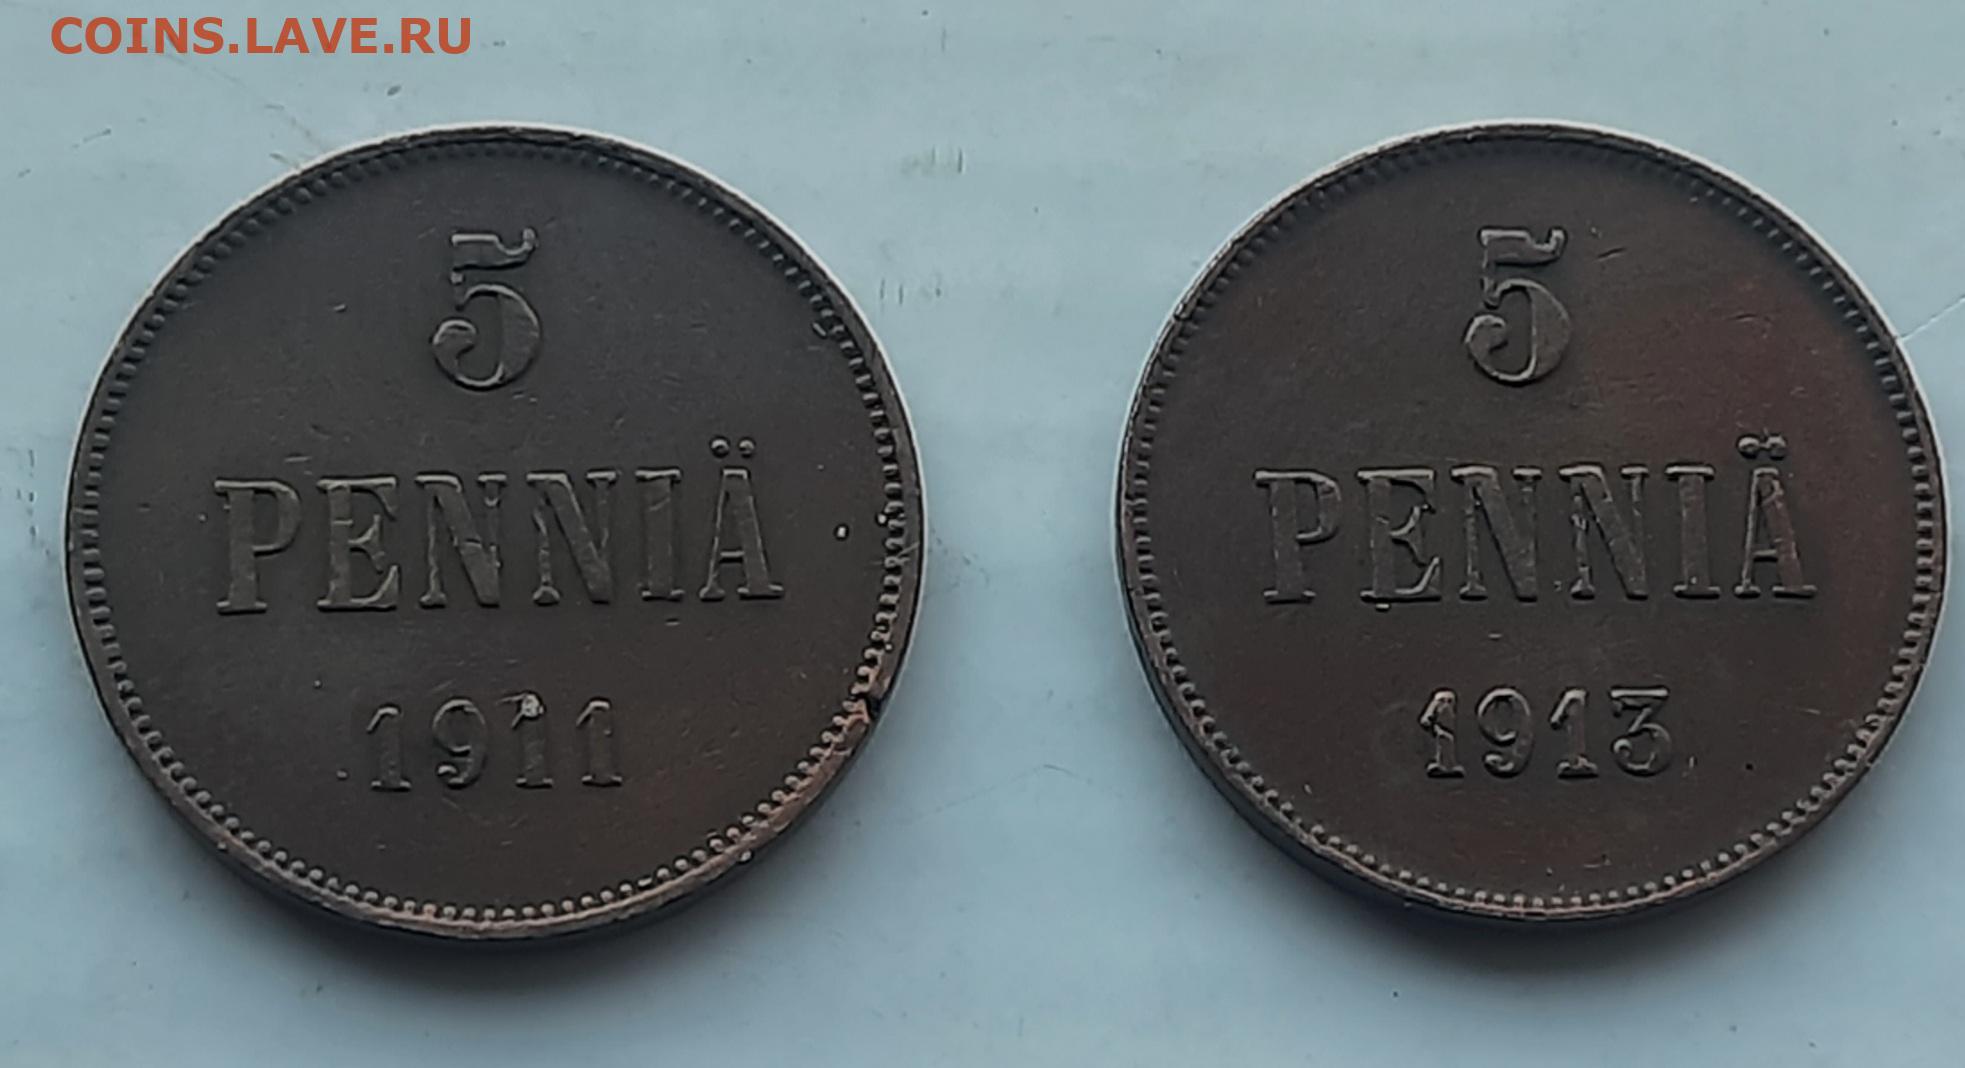 COINS.LAVE.RU
5
PENNIÄ
1911
5
PENNIÄ
1913